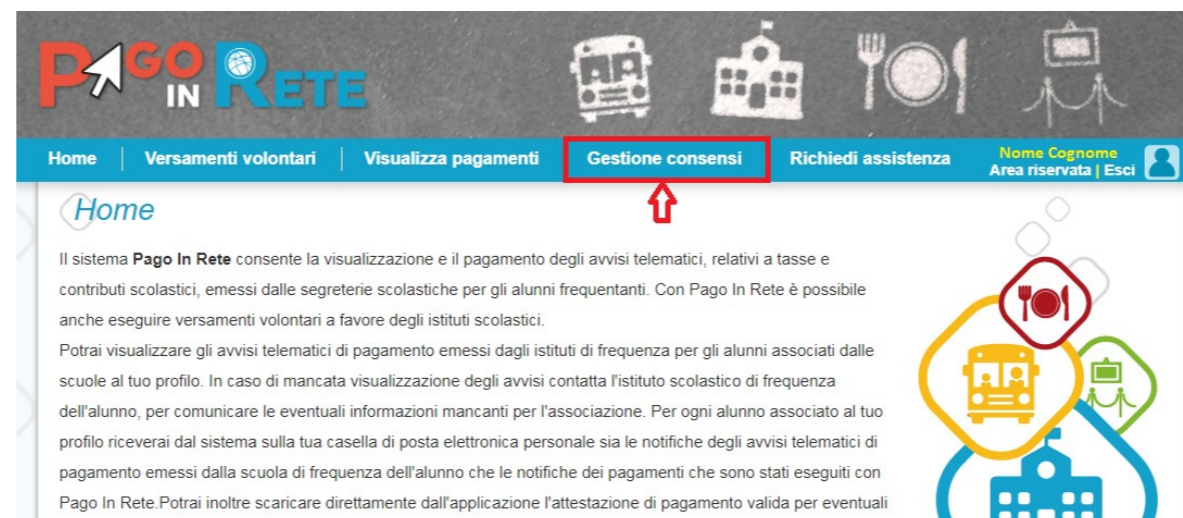 PAGO
IN RETE
Home Versamenti volontari Visualizza pagamenti Gestione consensi Richiedi assistenza Nome Cognome
Area riservata | Esci
Home
Il sistema Pago In Rete consente la visualizzazione e il pagamento degli avvisi telematici, relativi a tasse e
contributi scolastici, emessi dalle segreterie scolastiche per gli alunni frequentanti. Con Pago In Rete è possibile
anche eseguire versamenti volontari a favore degli istituti scolastici.
Potrai visualizzare gli avvisi telematici di pagamento emessi dagli istituti di frequenza per gli alunni associati dalle
scuole al tuo profilo. In caso di mancata visualizzazione degli avvisi contatta l'istituto scolastico di frequenza
dell'alunno, per comunicare le eventuali informazioni mancanti per l'associazione. Per ogni alunno associato al tuo
profilo riceverai dal sistema sulla tua casella di posta elettronica personale sia le notifiche degli avvisi telematici di
pagamento emessi dalla scuola di frequenza dell'alunno che le notifiche dei pagamenti che sono stati eseguiti con
Pago In Rete.Potrai inoltre scaricare direttamente dall'applicazione l'attestazione di pagamento valida per eventuali